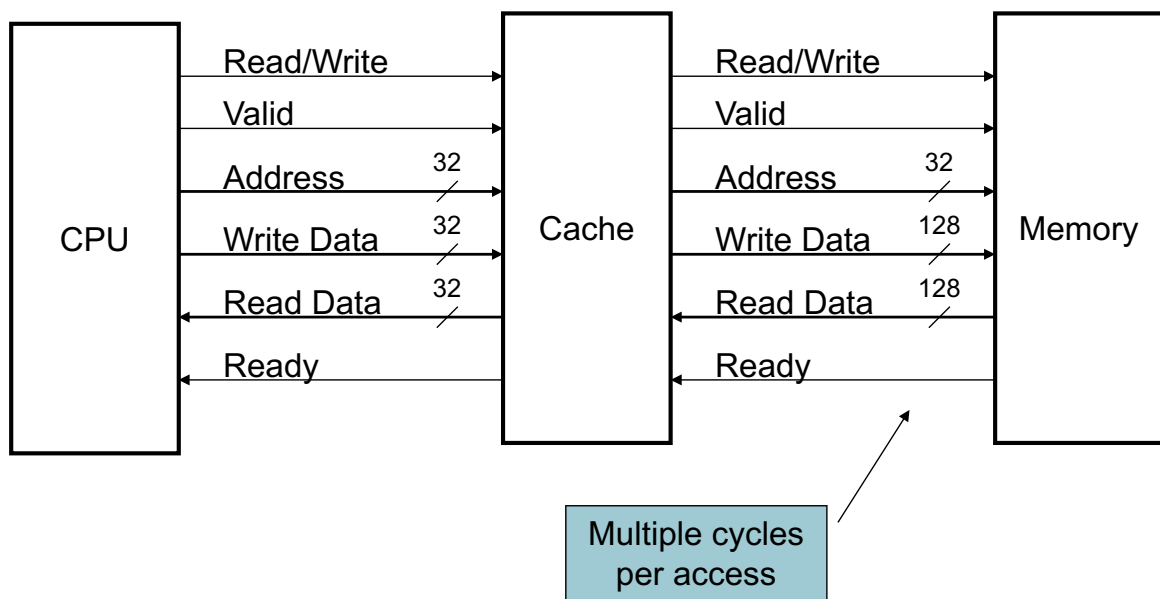 CPU
Read/Write
Valid
Address 32
Write Data 32
Read Data 32
Ready
Cache
Read/Write
Valid
Address 32
Write Data 128
Read Data 128
Ready
Memory
Multiple cycles
per access